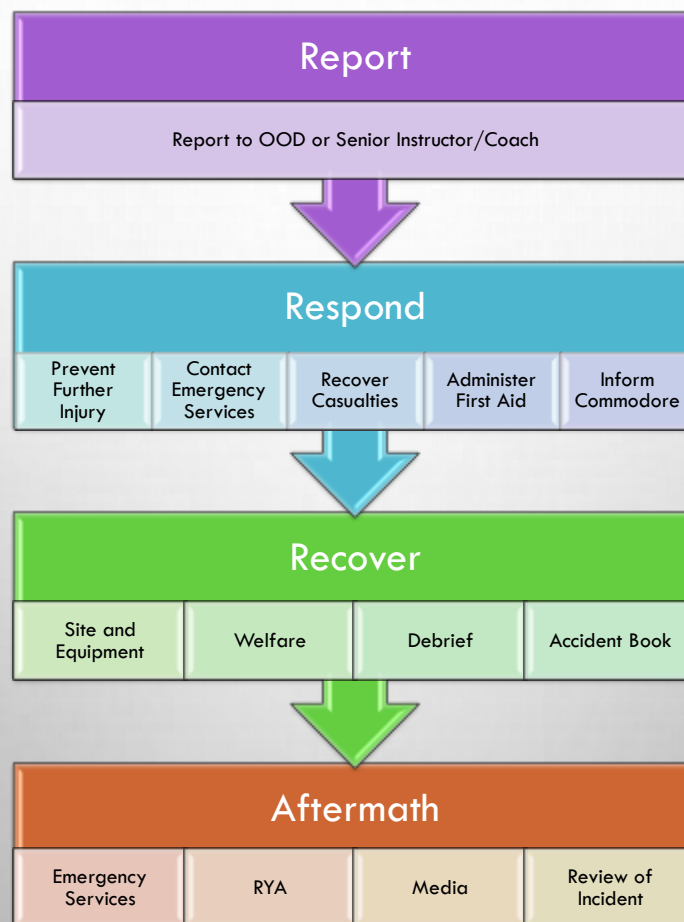 Report
Report to OOD or Senior Instructor/Coach
Respond
Prevent
Further
Injury
Contact
Emergency
Services
Recover
Casualties
Administer
First Aid
Inform
Commodore
Recover
Site and
Equipment
Welfare
Debrief
Accident Book
Aftermath
Emergency
Services
RYA
Media
Review of
Incident